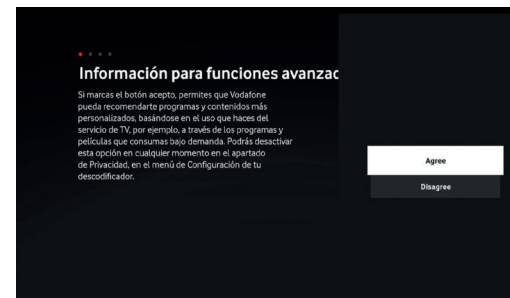 Información para funciones avanzac
Si marcas el botón acepto, permites que Vodafone
pueda recomendarte programas y contenidos más
personalizados, basándose en el uso que haces del
servicio de TV, por ejemplo, a través de los programas y
películas que consumas bajo demanda. Podrás desactivar
esta opción en cualquier momento en el apartado
de Privacidad, en el menú de Configuración de tu
descodificador.
Agree
Disagree